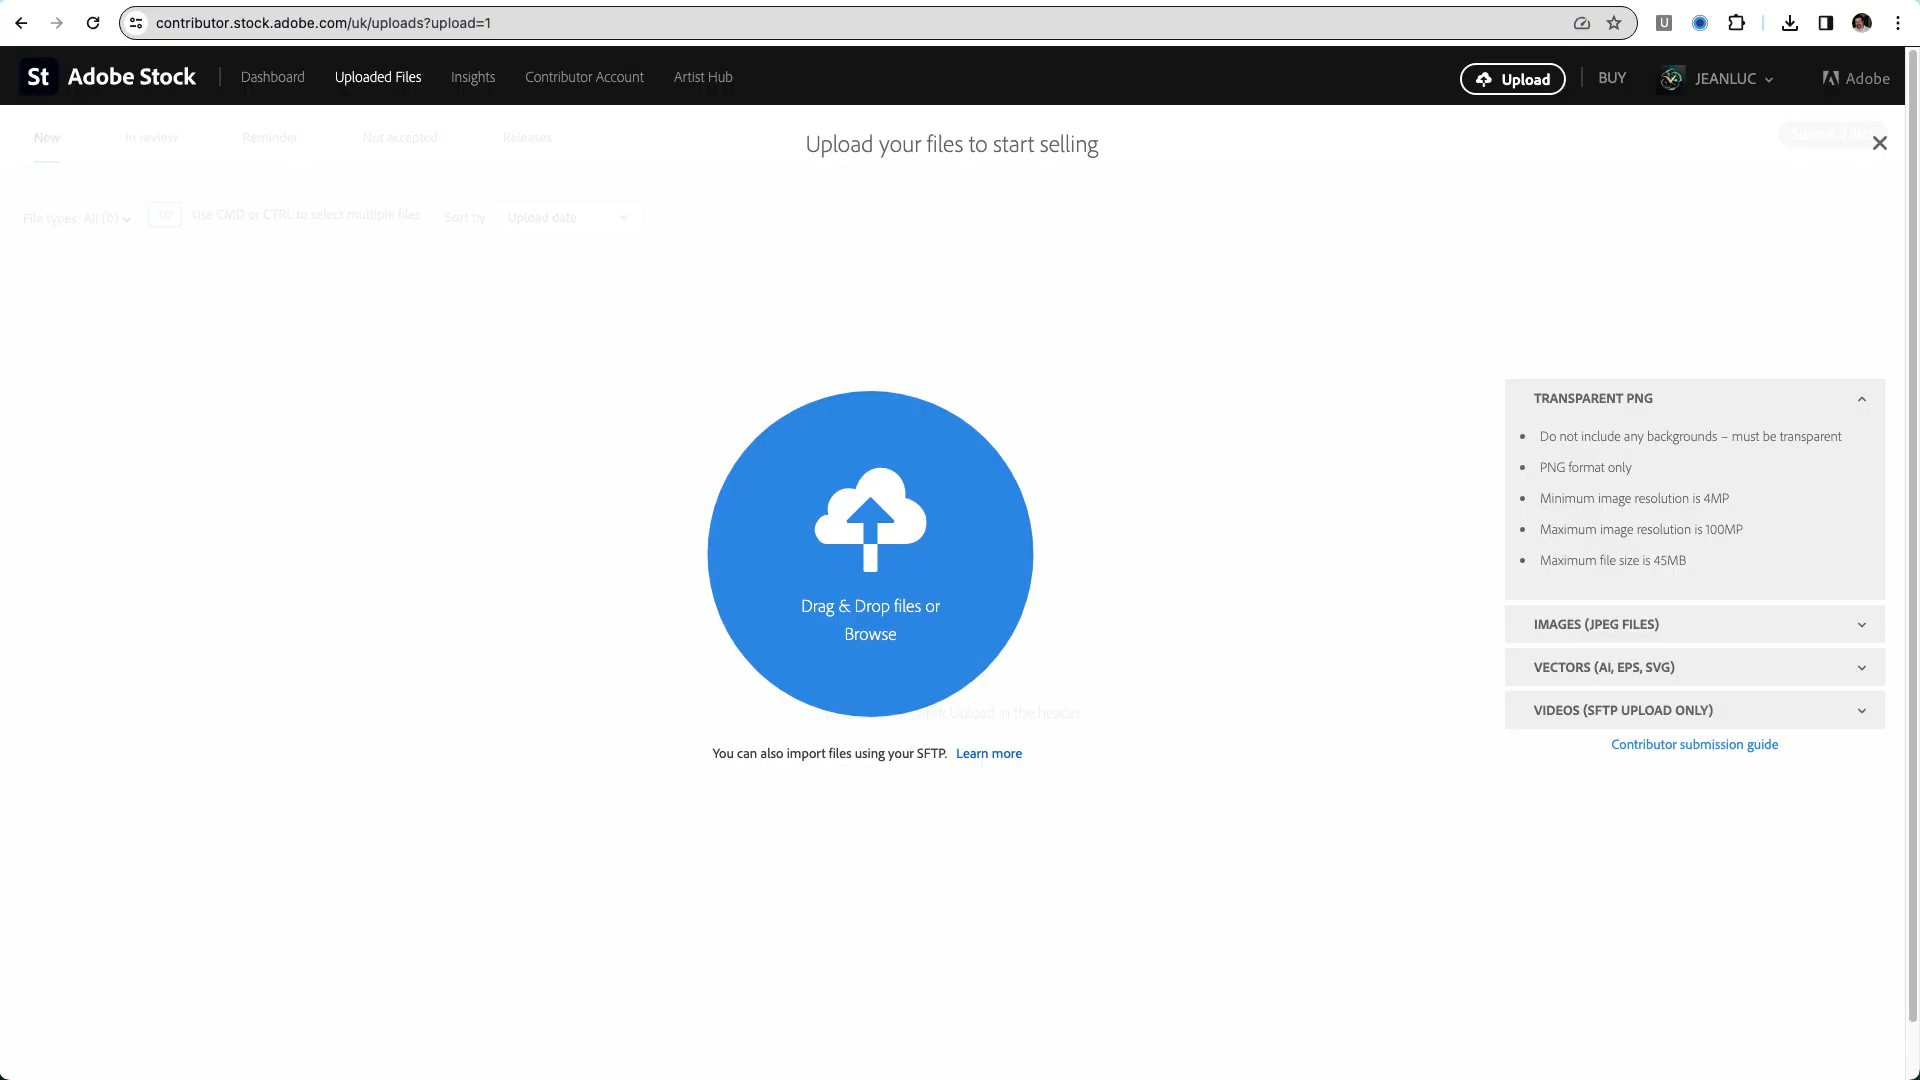 contributor.stock.adobe.com/uk/uploads?upload=1
U
St Adobe Stock
Dashboard
Uploaded Files
Insights
Contributor Account
Artist Hub
Upload
BUY
JEANLUC
Adobe
New
In review
Reminder
Not accepted
Releases
Upload your files to start selling
File types: All (0)
TIP
Use CMD or CTRL to select multiple files
Sort by
Upload date
TRANSPARENT PNG
Do not include any backgrounds – must be transparent
PNG format only
Minimum image resolution is 4MP
Maximum image resolution is 100MP
Maximum file size is 45MB
IMAGES (JPEG FILES)
VECTORS (AI, EPS, SVG)
VIDEOS (SFTP UPLOAD ONLY)
Contributor submission guide
Drag & Drop files or
Browse
Upload in the header
You can also import files using your SFTP. Learn more